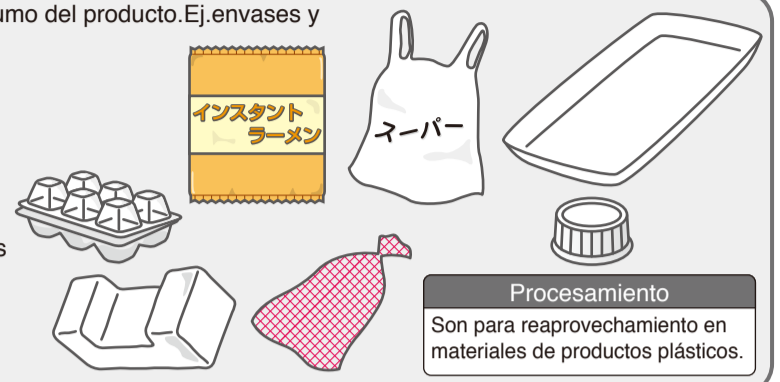 umo del producto.Ej.envases y
インスタント
ラーメン
スーパー
s
Procesamiento
Son para reaprovechamiento en
materiales de productos plásticos.